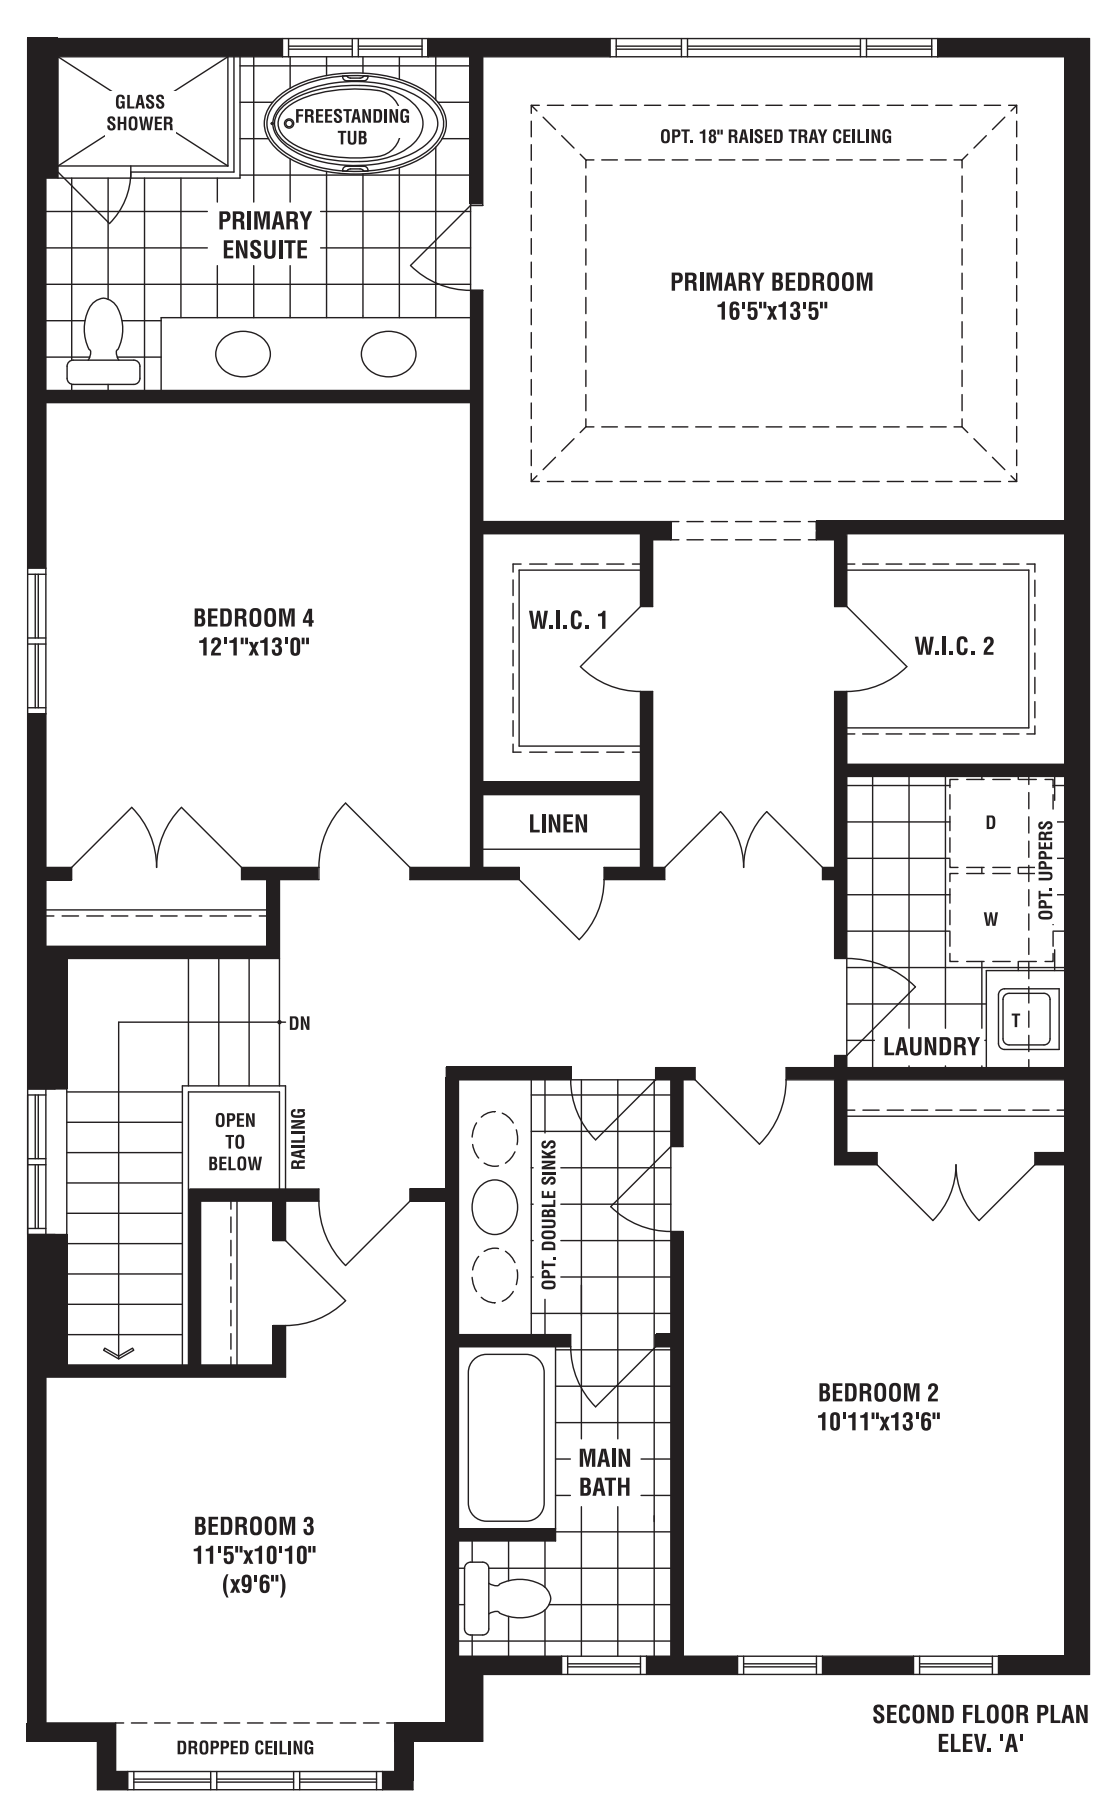 GLASS
SHOWER
FREESTANDING
TUB
OPT. 18" RAISED TRAY CEILING
PRIMARY
ENSUITE
PRIMARY BEDROOM
16'5"x13'5"
BEDROOM 4
12'1"x13'0"
W.I.C. 1
W.I.C. 2
LINEN
D
OPT. UPPERS
W
DN
T
LAUNDRY
OPEN
TO
BELOW
RAILING
OPT. DOUBLE SINKS
BEDROOM 2
10'11"x13'6"
MAIN
BATH
BEDROOM 3
11'5"x10'10"
(x9'6")
DROPPED CEILING
SECOND FLOOR PLAN
ELEV. 'A'